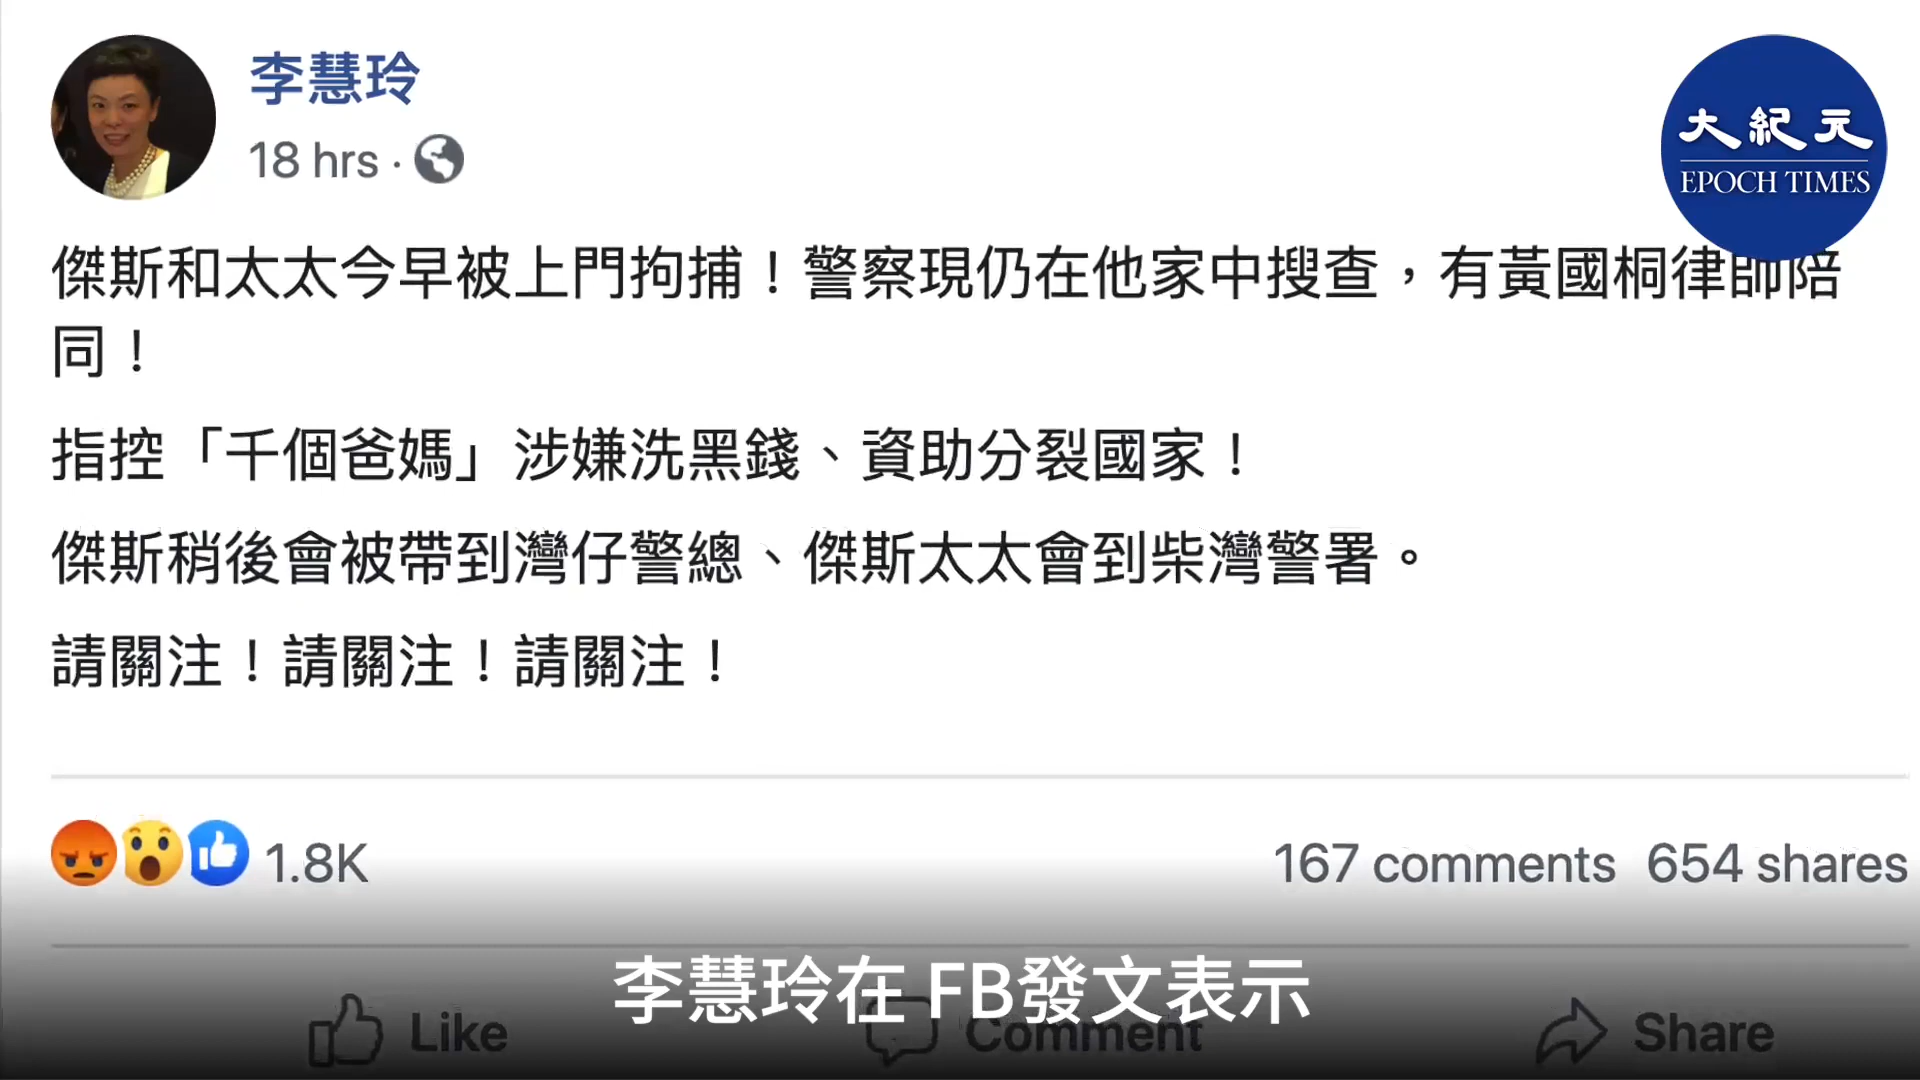 李慧玲
18 hrs ·
大紀元
EPOCH TIMES
傑斯和太太今早被上門拘捕！警察現仍在他家中搜查，有黃國桐律師陪
同！
指控「千個爸媽」涉嫌洗黑錢、資助分裂國家！
傑斯稍後會被帶到灣仔警總、傑斯太太會到柴灣警署。
請關注！請關注！請關注！
1.8K
167 comments 654 shares
李慧玲在 FB發文表示
Like Comment Share